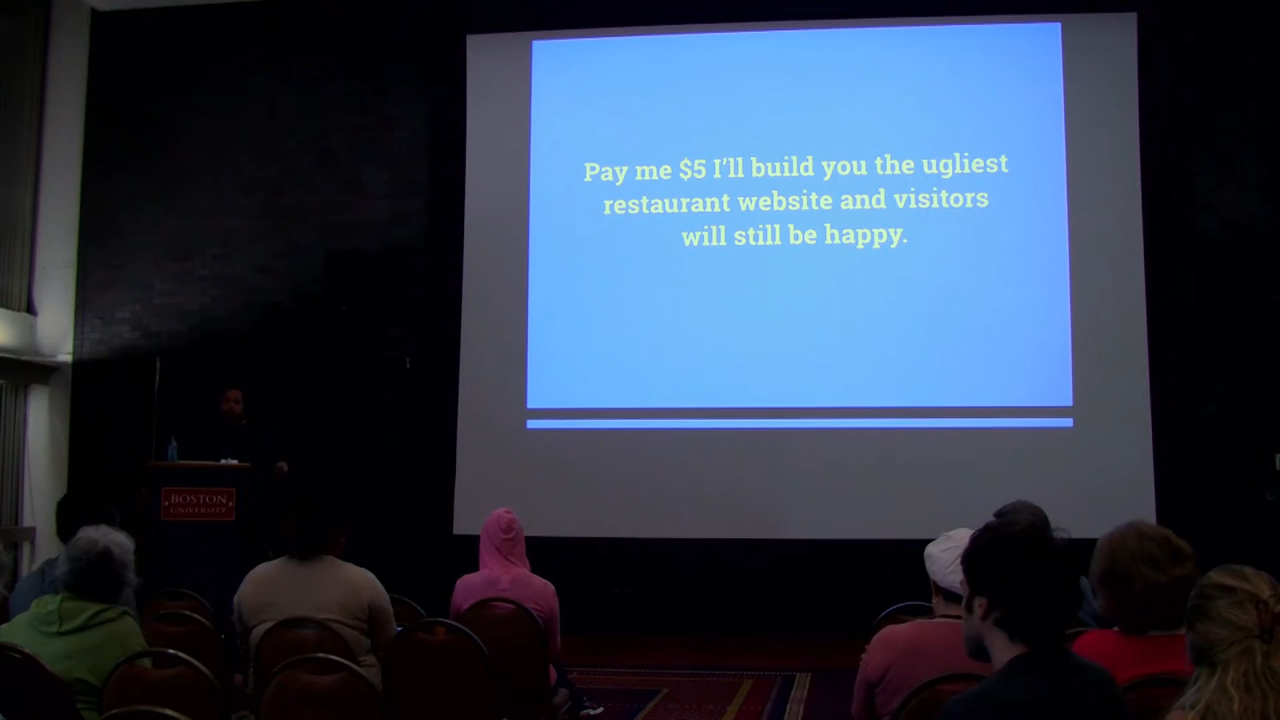 Pay me $5 I’ll build you the ugliest
restaurant website and visitors
will still be happy.
BOSTON
UNIVERSITY